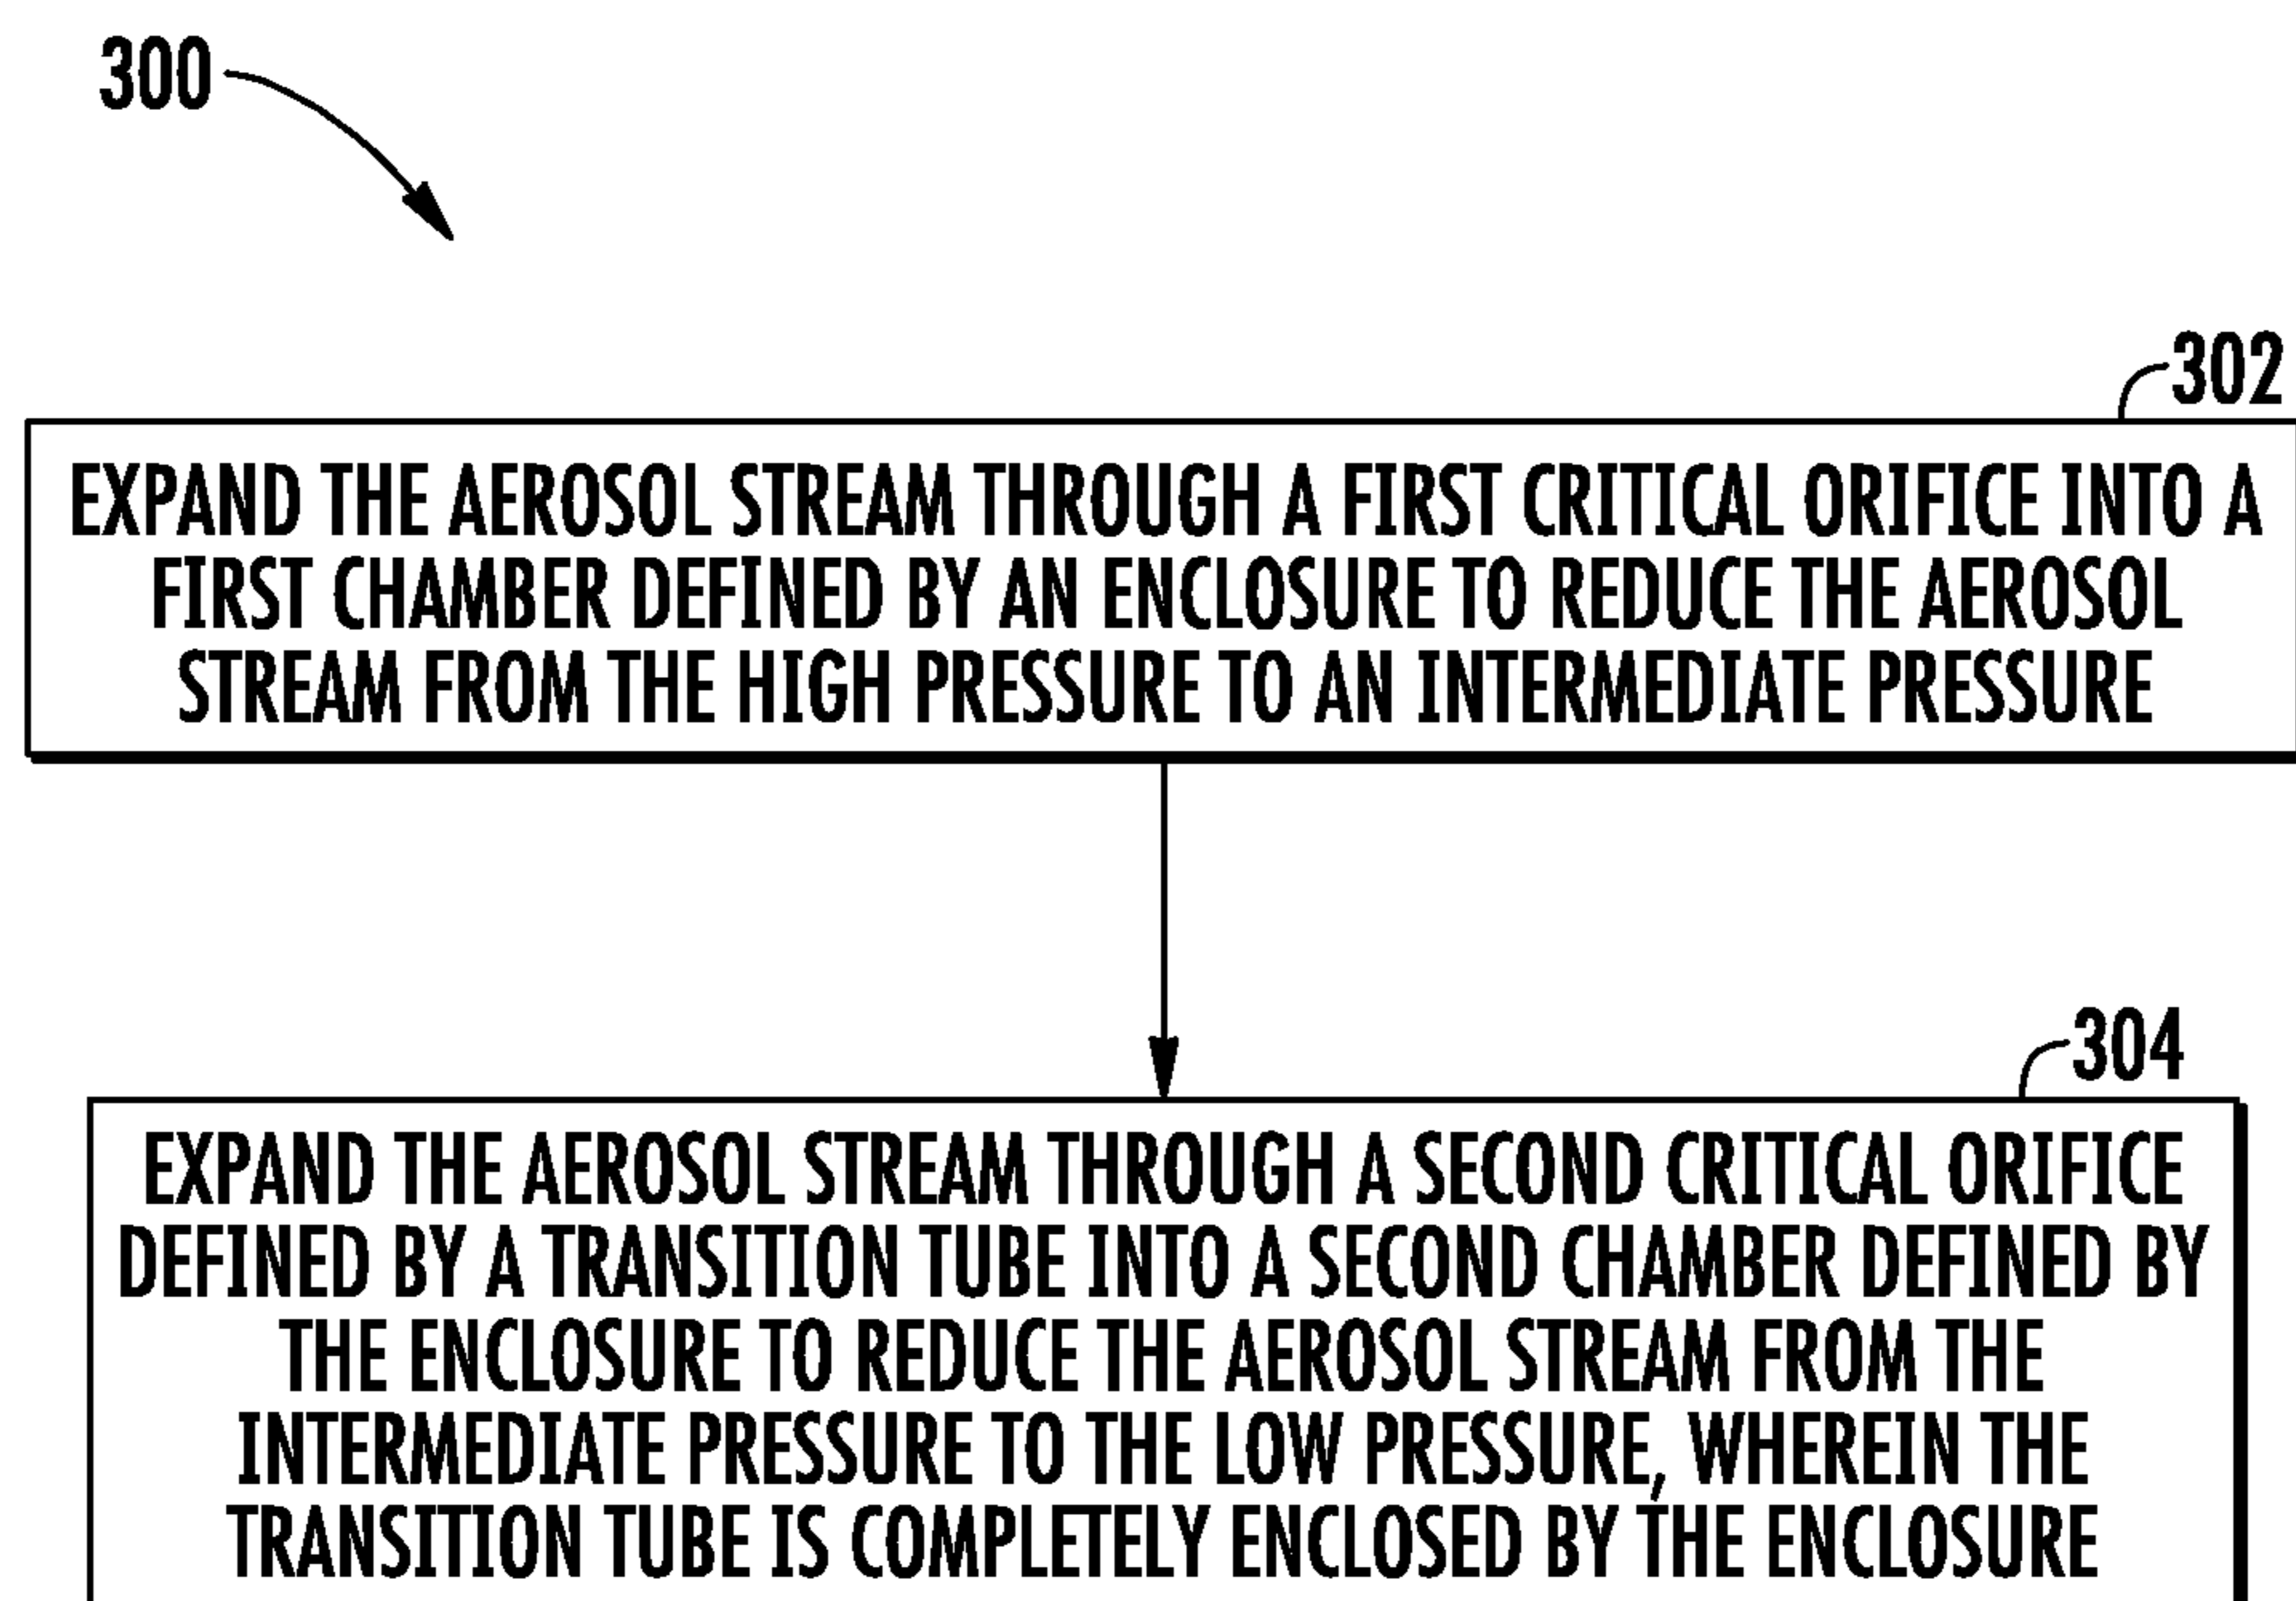 300
302
EXPAND THE AEROSOL STREAM THROUGH A FIRST CRITICAL ORIFICE INTO A
FIRST CHAMBER DEFINED BY AN ENCLOSURE TO REDUCE THE AEROSOL
STREAM FROM THE HIGH PRESSURE TO AN INTERMEDIATE PRESSURE
304
EXPAND THE AEROSOL STREAM THROUGH A SECOND CRITICAL ORIFICE
DEFINED BY A TRANSITION TUBE INTO A SECOND CHAMBER DEFINED BY
THE ENCLOSURE TO REDUCE THE AEROSOL STREAM FROM THE
INTERMEDIATE PRESSURE TO THE LOW PRESSURE, WHEREIN THE
TRANSITION TUBE IS COMPLETELY ENCLOSED BY THE ENCLOSURE